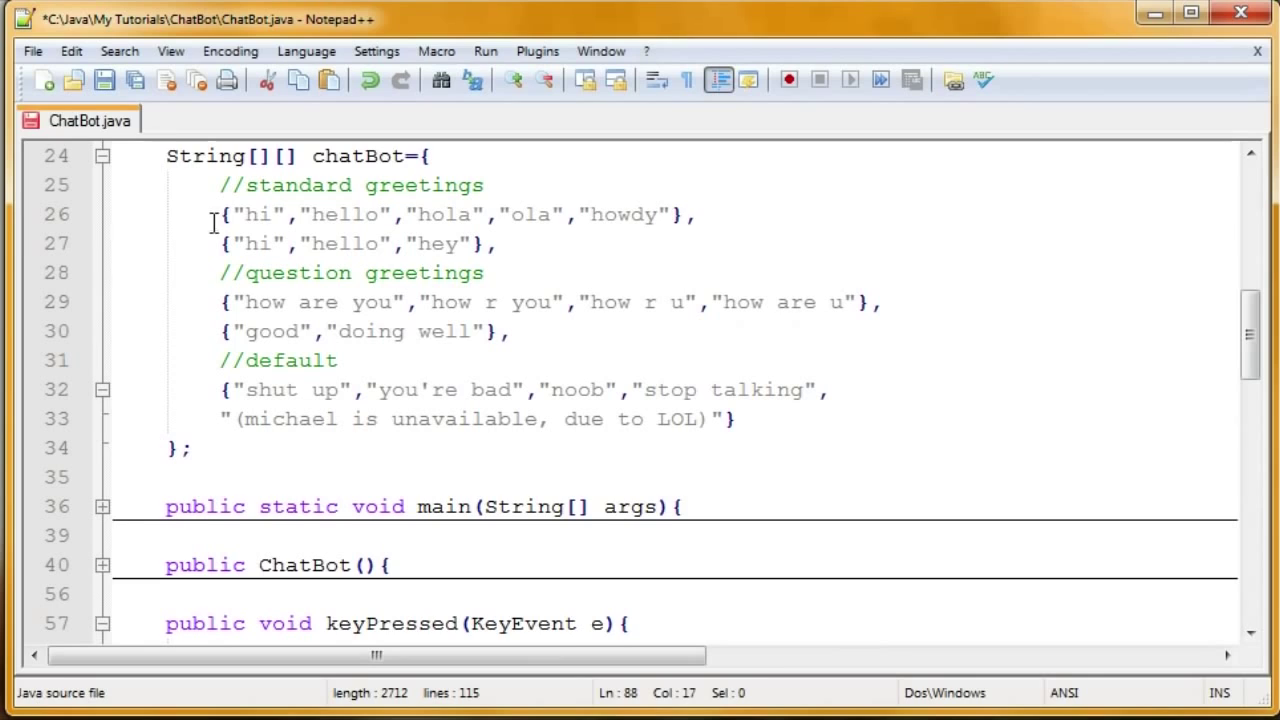 *C:\Java\My Tutorials\ChatBot\ChatBot.java - Notepad++
File Edit Search View Encoding Language Settings Macro Run Plugins Window ? X
ABC
ChatBot.java
24 String[][] chatBot={
25 //standard greetings
26 {"hi","hello","hola","ola","howdy"},
27 {"hi","hello","hey"},
28 //question greetings
29 {"how are you","how r you","how r u","how are u"},
30 {"good","doing well"},
31 //default
32 {"shut up","you're bad","noob","stop talking",
33 "(michael is unavailable, due to LOL)"}
34 };
35
36 public static void main(String[] args){
39
40 public ChatBot(){
56
57 public void keyPressed(KeyEvent e){
Java source file length : 2712 lines : 115 Ln : 88 Col : 17 Sel : 0 Dos\Windows ANSI INS